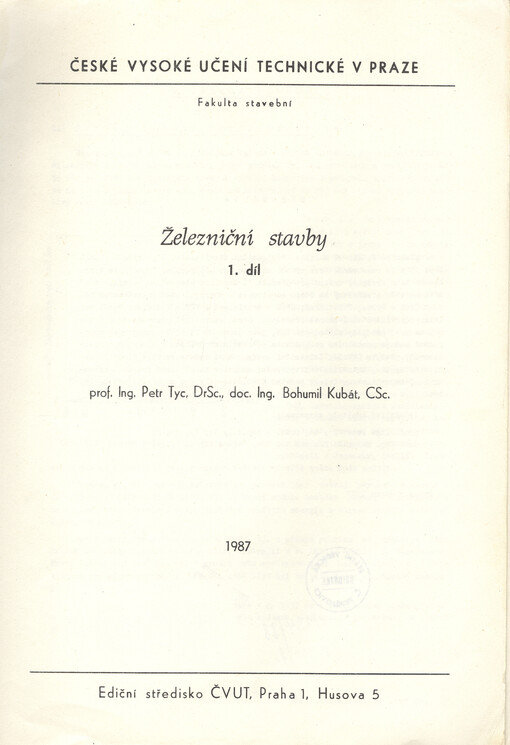 ČESKÉ VYSOKÉ UČENÍ TECHNICKÉ V PRAZE
Fakulta stavební
Železniční stavby
1. díl
prof. Ing. Petr Tyc, DrSc., doc. Ing. Bohumil Kubát, CSc.
1987
Ediční středisko ČVUT, Praha 1, Husova 5